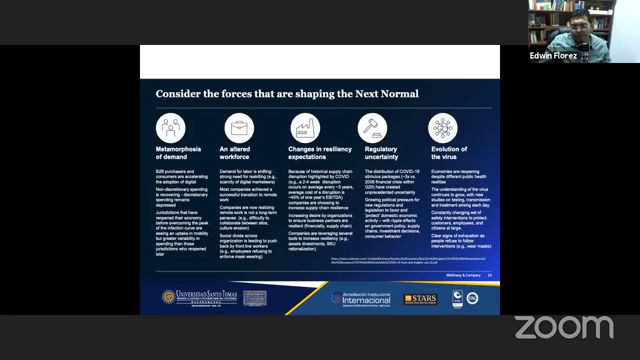 Edwin Florez
Consider the forces that are shaping the Next Normal
Metamorphosis
of demand
B2B purchases and
consumers are accelerating
the adoption of digital
Non-discretionary spending
is recovering - discretionary
spending remains
depressed
Jurisdictions that have
reopened their economy
before overcoming the peak
of the infection curve are
seeing an uptake in mobility
but greater variability in
spending than those
jurisdictions who reopened
later
An altered
workforce
Demand for labor is shifting:
strong need for reskilling (e.g.,
scarcity of digital marketeers)
Most companies achieved a
successful transition to remote
work
Companies are now realizing
remote work is not a long-term
panacea (e.g. difficulty to
collaborate between silos,
culture erosion)
Social divide across
organization is leading to push
back by front line workers
(e.g., employees refusing to
enforce mask wearing)
Changes in resiliency
expectations
Because of historical supply chain
disruption highlighted by COVID
(e.g. a 2-4 week disruption
occurs on average every ~3 years,
average cost of a disruption is
of year's EBITDA)
companies are choosing to
increase supply chain resilience
Increasing desire by organizations
to ensure business partners are
resilient (financially, supply chain)
Companies are leveraging several
tools to increase resiliency (e.g.,
assets divestments, SKU
rationalization)
Regulatory
uncertainty
The distribution of COVID-19
stimulus packages (~3x vs.
2008 financial crisis within
G20) have created
unprecedented uncertainty
Growing political pressure for
new regulations and
legislation to favor and
'protect' domestic economic
activity – with ripple effects
on government policy, supply
chains, investment decisions,
consumer behavior
Evolution of
the virus
Economies are reopening
despite different public health
realities
The understanding of the virus
continues to grow, with new
studies on testing, transmission
and treatment among each day
Constantly changing set of
safety interventions to protect
customers, employees, and
citizens at large.
Clear signs of exhaustion as
people refuse to follow
interventions (e.g., wear masks)
McKinsey & Company 24
UNIVERSIDAD SANTO TOMÁS
Acreditación Institucional
Internacional
STARS
zoom